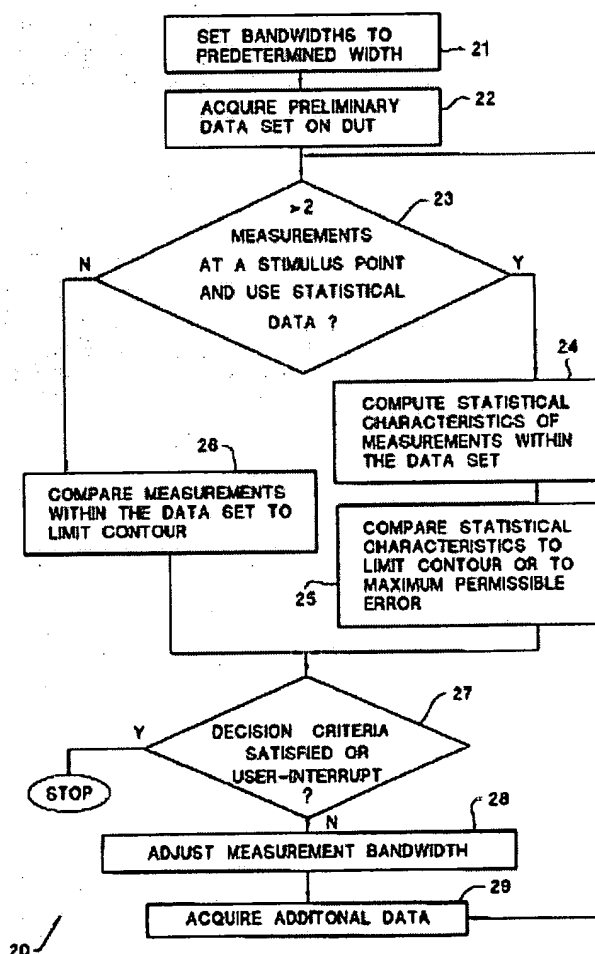 SET BANDWIDTHS TO
PREDETERMINED WIDTH
21
ACQUIRE PRELIMINARY
DATA SET ON DUT
22
23
>2
MEASUREMENTS
AT A STIMULUS POINT
AND USE STATISTICAL
DATA ?
N
Y
24
COMPUTE STATISTICAL
CHARACTERISTICS OF
MEASUREMENTS WITHIN
THE DATA SET
26
COMPARE MEASUREMENTS
WITHIN THE DATA SET TO
LIMIT CONTOUR
COMPARE STATISTICAL
CHARACTERISTICS TO
LIMIT CONTOUR OR TO
MAXIMUM PERMISSIBLE
ERROR
25
27
Y
DECISION CRITERIA
SATISFIED OR
USER-INTERRUPT
?
STOP
N
28
ADJUST MEASUREMENT BANDWIDTH
29
ACQUIRE ADDITONAL DATA
20